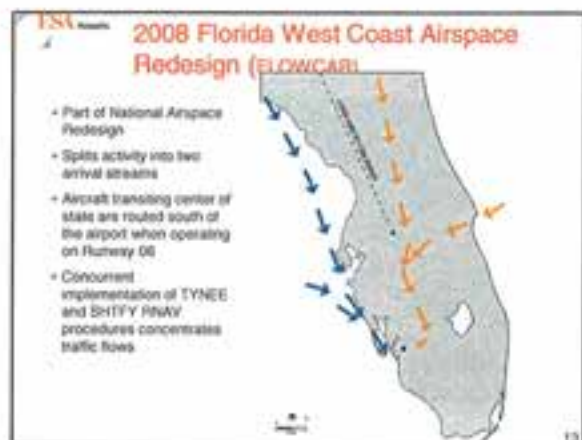 ESA Airports
2008 Florida West Coast Airspace
Redesign (FLOWCAR)
• Part of National Airspace
Redesign
• Splits activity into two
arrival streams
• Aircraft transiting center of
state are routed south of
the airport when operating
on Runway 06
• Concurrent
implementation of TYNEE
and SHTFY RNAV
procedures concentrates
traffic flows
13